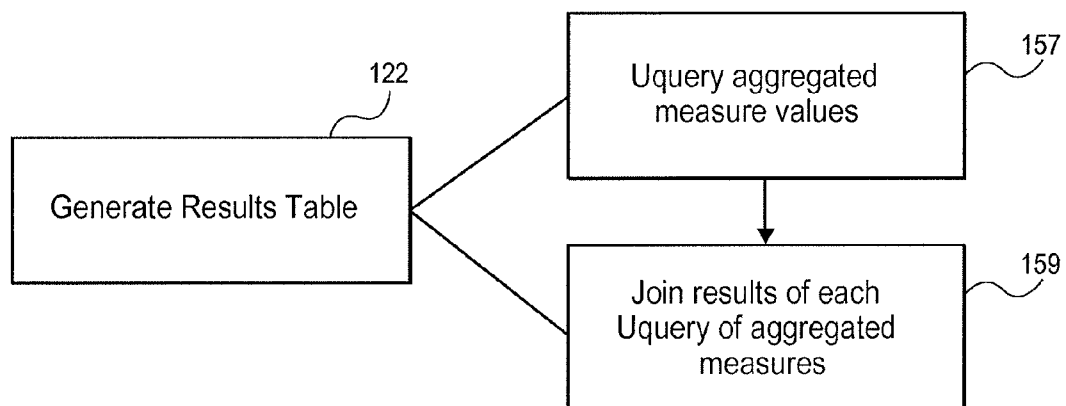 122
Generate Results Table
157
Uquery aggregated
measure values
159
Join results of each
Uquery of aggregated
measures